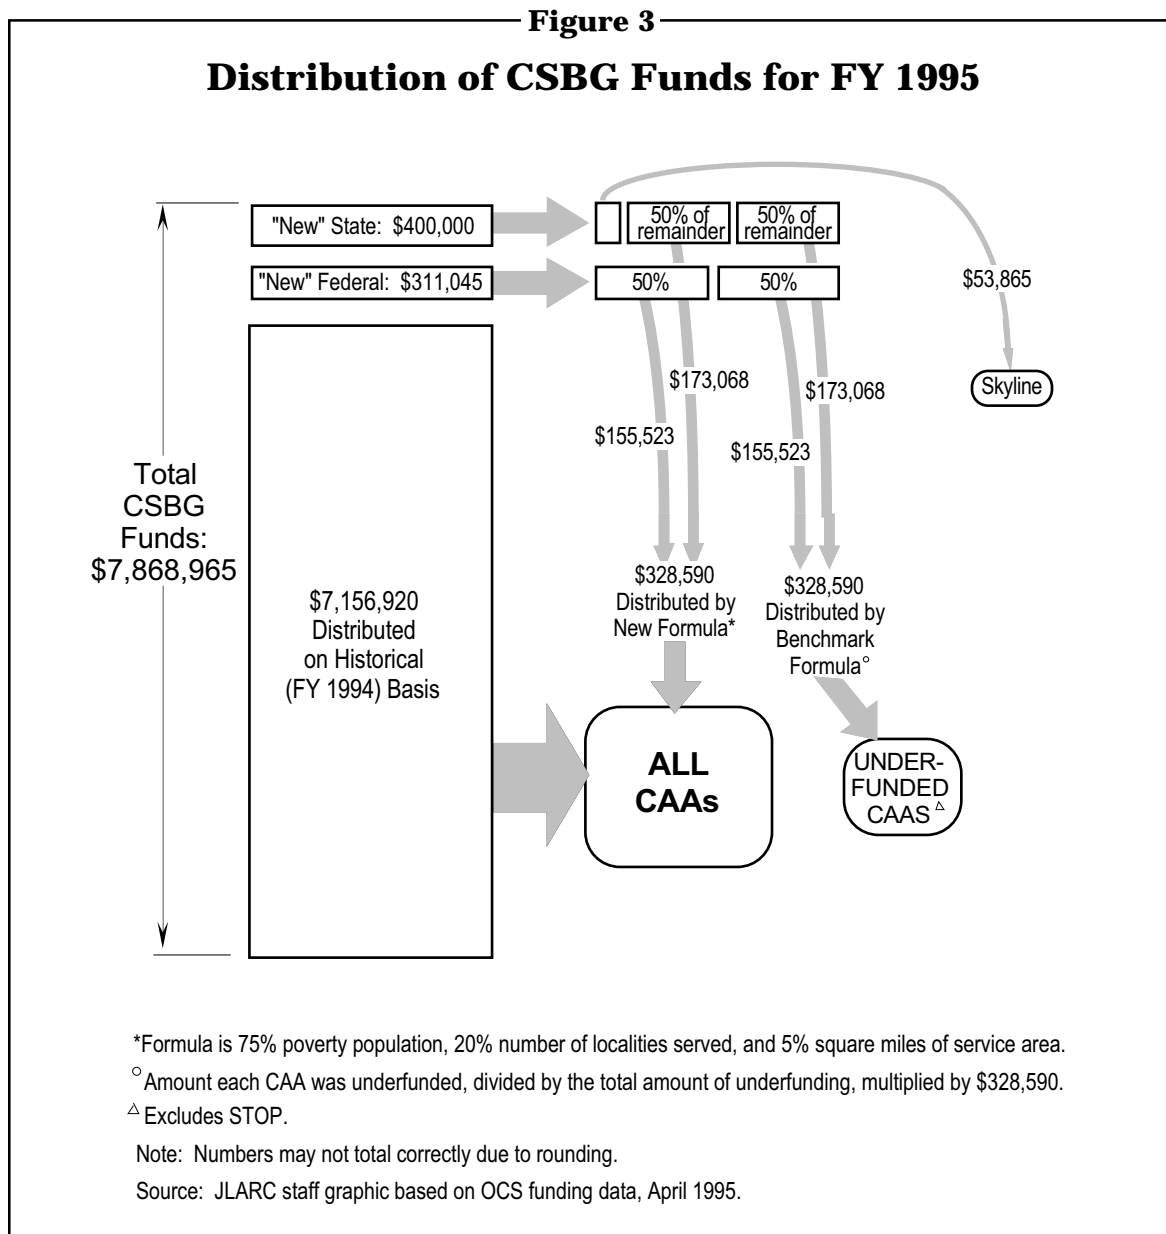 Figure 3
Distribution of CSBG Funds for FY 1995
"New" State: $400,000
50% of
remainder
50% of
remainder
"New" Federal: $311,045
50%
50%
$53,865
Skyline
$173,068
$173,068
$155,523
$155,523
Total
CSBG
Funds:
$7,868,965
$7,156,920
Distributed
on Historical
(FY 1994) Basis
$328,590
Distributed by
New Formula*
$328,590
Distributed by
Benchmark
Formula○
ALL
CAAs
UNDER-
FUNDED
CAAS △
*Formula is 75% poverty population, 20% number of localities served, and 5% square miles of service area.
○ Amount each CAA was underfunded, divided by the total amount of underfunding, multiplied by $328,590.
△ Excludes STOP.
Note: Numbers may not total correctly due to rounding.
Source: JLARC staff graphic based on OCS funding data, April 1995.